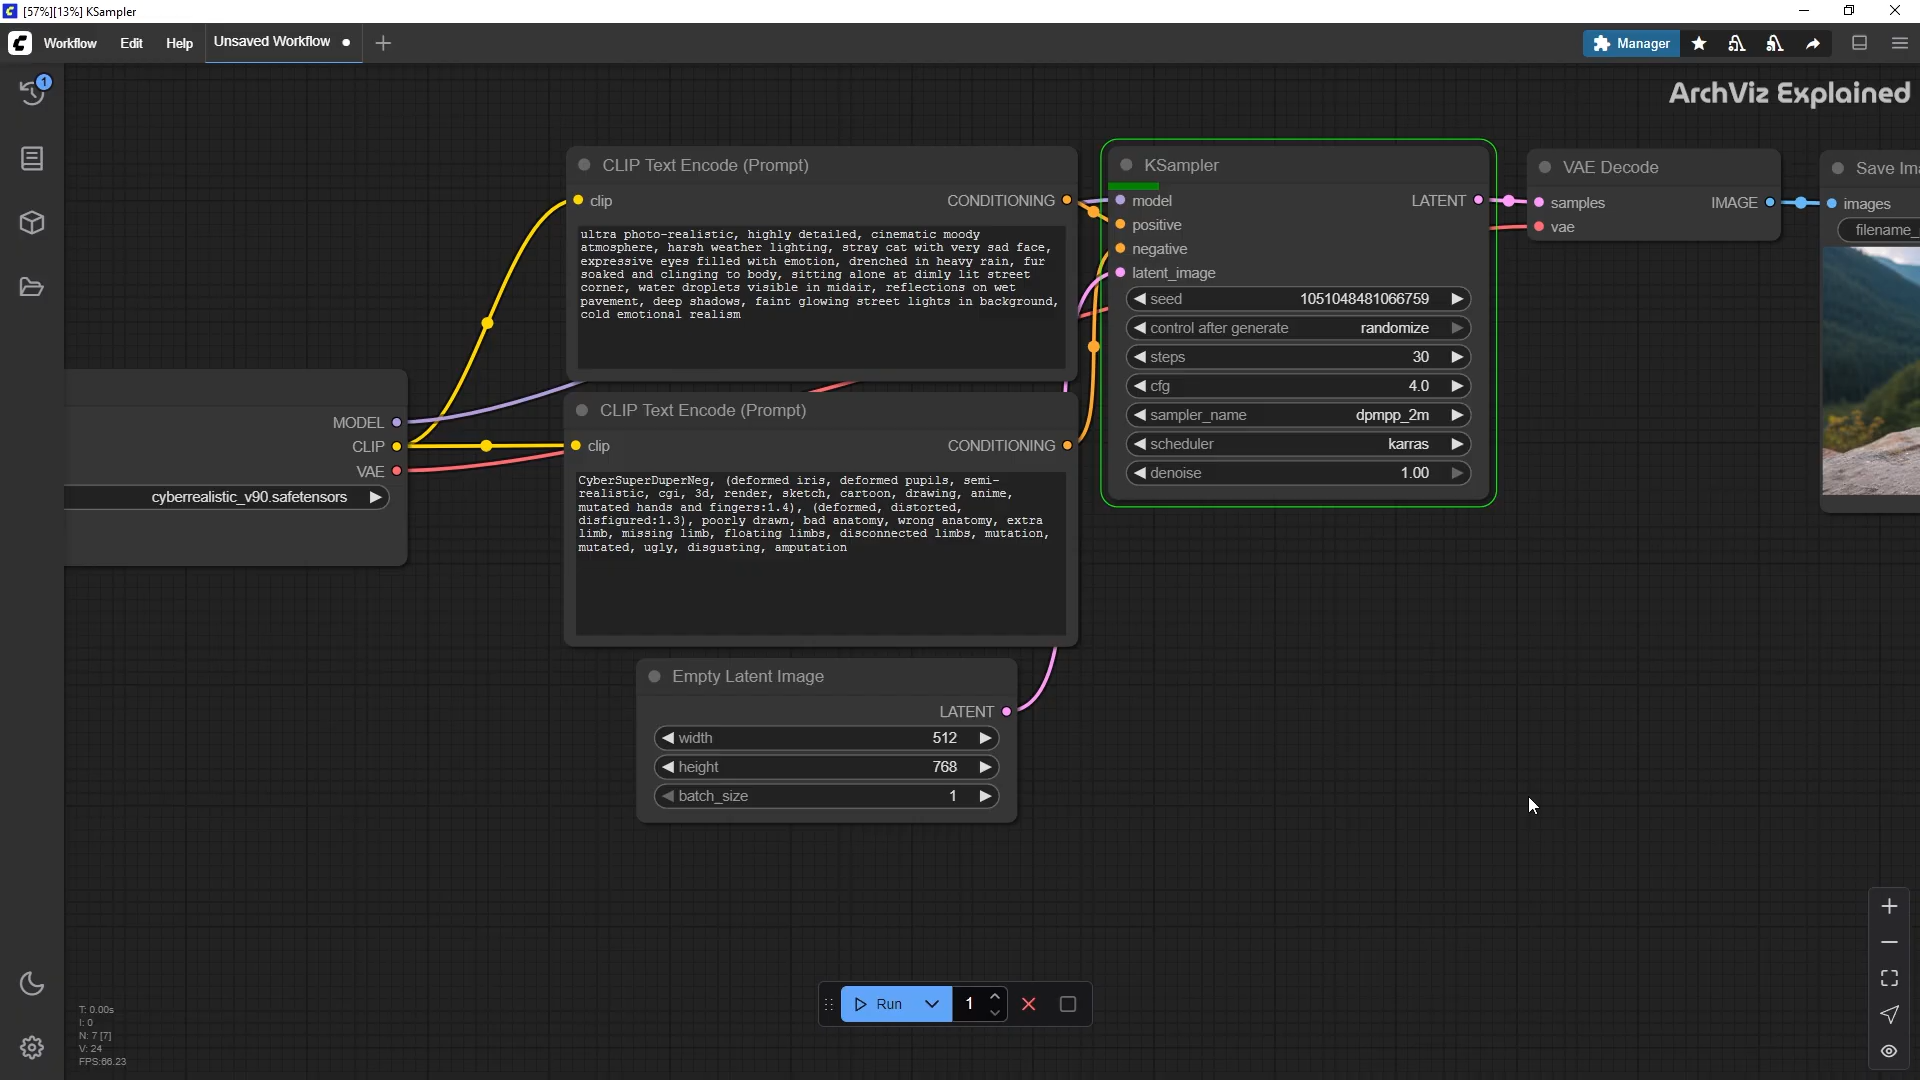 [57%][13%] KSampler
Workflow
Edit
Help
Unsaved Workflow
Manager
1
ArchViz Explained
CLIP Text Encode (Prompt)
clip
CONDITIONING
ultra photo-realistic, highly detailed, cinematic moody
atmosphere, harsh weather lighting, stray cat with very sad face,
expressive eyes filled with emotion, drenched in heavy rain, fur
soaked and clinging to body, sitting alone at dimly lit street
corner, water droplets visible in midair, reflections on wet
pavement, deep shadows, faint glowing street lights in background,
cold emotional realism
KSampler
model
LATENT
positive
negative
latent_image
seed 1051048481066759
control after generate randomize
steps 30
cfg 4.0
sampler_name dpmpp_2m
scheduler karras
denoise 1.00
VAE Decode
samples
IMAGE
vae
Save
images
filename_
MODEL
CLIP
VAE
cyberrealistic_v90.safetensors
CLIP Text Encode (Prompt)
clip
CONDITIONING
CyberSuperDuperNeg, (deformed iris, deformed pupils, semi-
realistic, cgi, 3d, render, sketch, cartoon, drawing, anime,
mutated hands and fingers:1.4), (deformed, distorted,
disfigured:1.3), poorly drawn, bad anatomy, wrong anatomy, extra
limb, missing limb, floating limbs, disconnected limbs, mutation,
mutated, ugly, disgusting, amputation
Empty Latent Image
LATENT
width 512
height 768
batch_size 1
Run
1
T: 0.00s
I: 0
N: 7 [7]
V: 24
FPS:66.23